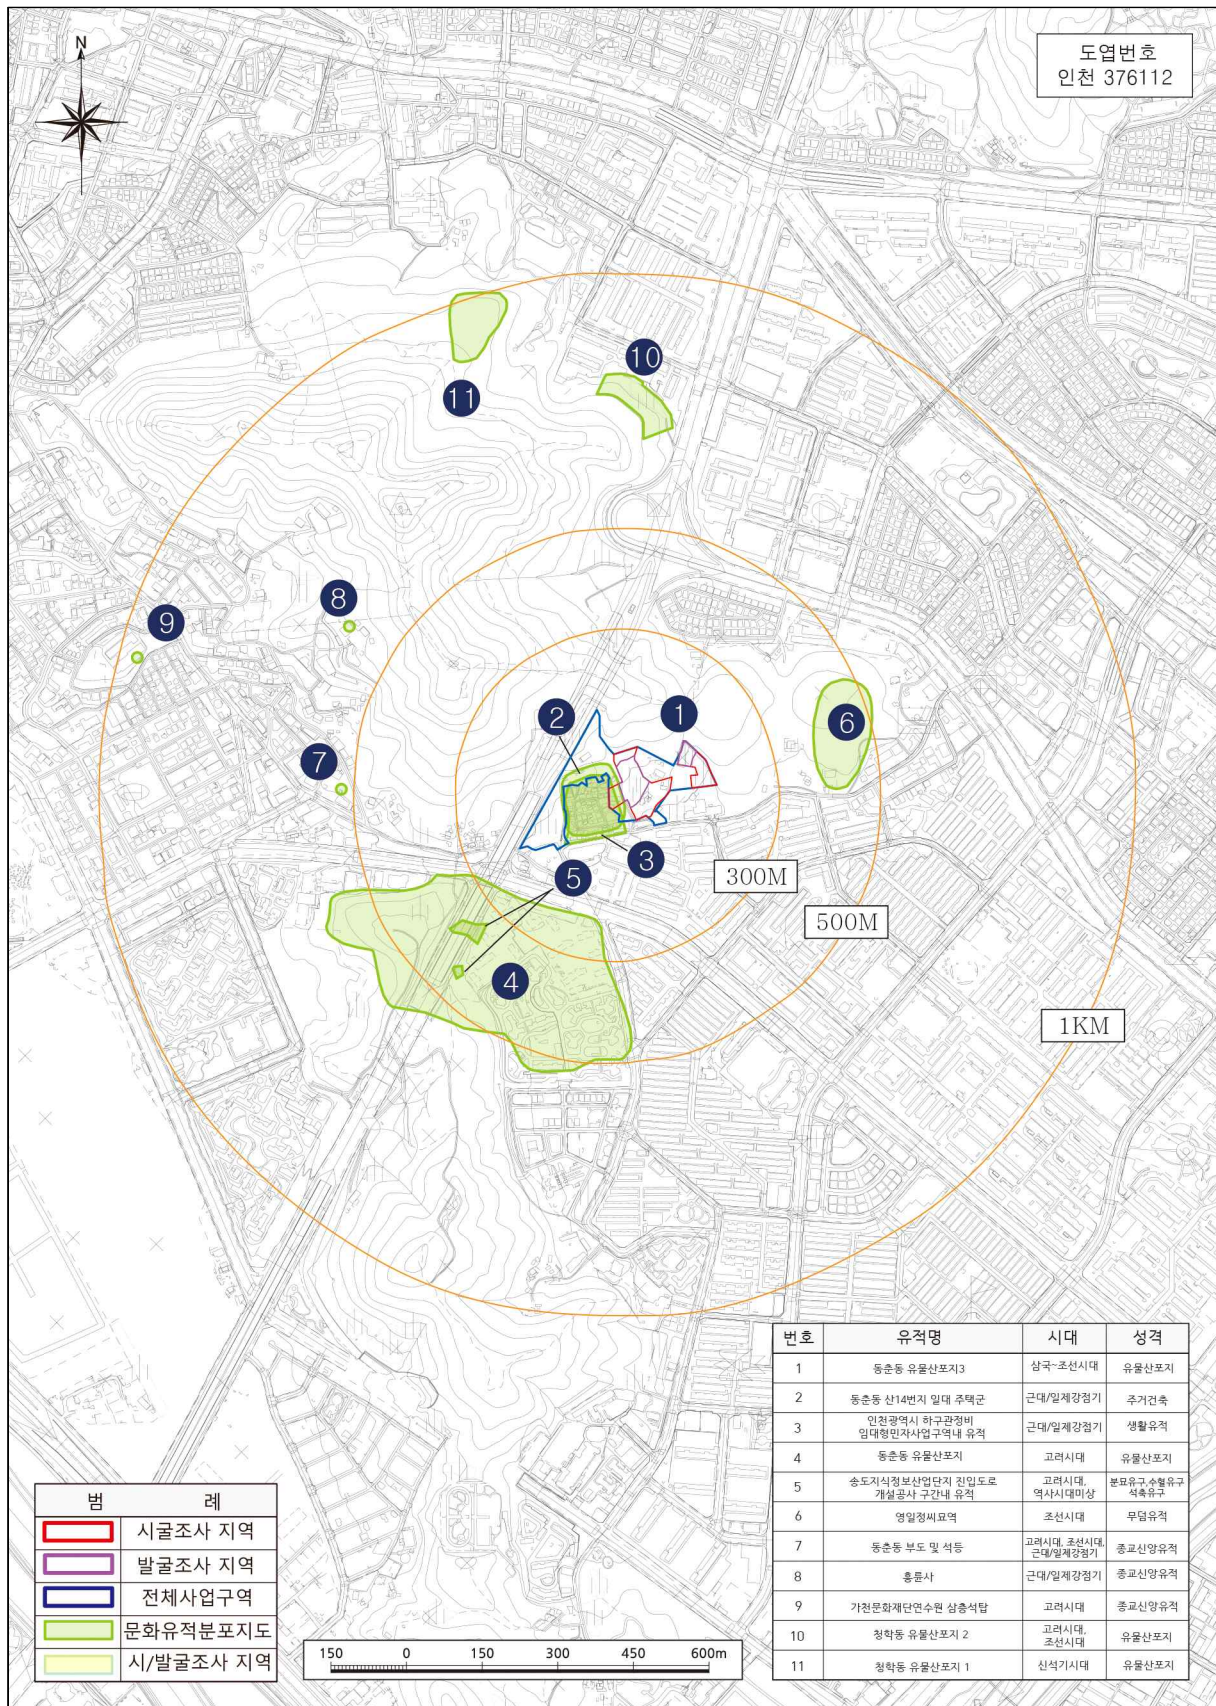 N
도엽번호
인천 376112
10
11
8
9
2
1
6
7
3
5
4
300M
500M
1KM
번호 유적명 시대 성격
1 동춘동 유물산포지3 삼국~조선시대 유물산포지
2 동춘동 산14번지 일대 주택군 근대/일제강점기 주거건축
3 인천광역시 하구관정비
임대형민자사업구역내 유적 근대/일제강점기 생활유적
4 동춘동 유물산포지 고려시대 유물산포지
5 송도지식정보산업단지 진입도로
개설공사 구간내 유적 고려시대,
역사시대미상 분묘유구,수혈유구
석축유구
6 영일정씨묘역 조선시대 무덤유적
7 동춘동 부도 및 석등 고려시대, 조선시대,
근대/일제강점기 종교신앙유적
8 흥륜사 근대/일제강점기 종교신앙유적
9 가천문화재단연수원 삼층석탑 고려시대 종교신앙유적
10 청학동 유물산포지 2 고려시대,
조선시대 유물산포지
11 청학동 유물산포지 1 신석기시대 유물산포지
범 례
시굴조사 지역
발굴조사 지역
전체사업구역
문화유적분포지도
시/발굴조사 지역
150 0 150 300 450 600m